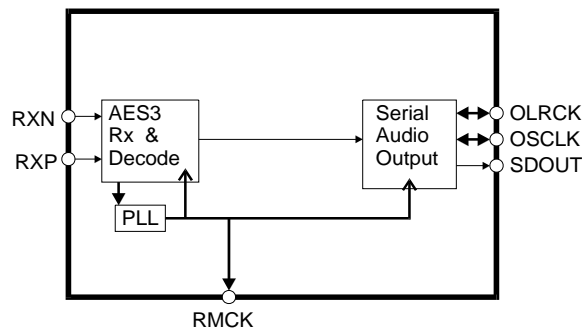 RXN
RXP
AES3
Rx &
Decode
PLL
Serial
Audio
Output
OLRCK
OSCLK
SDOUT
RMCK